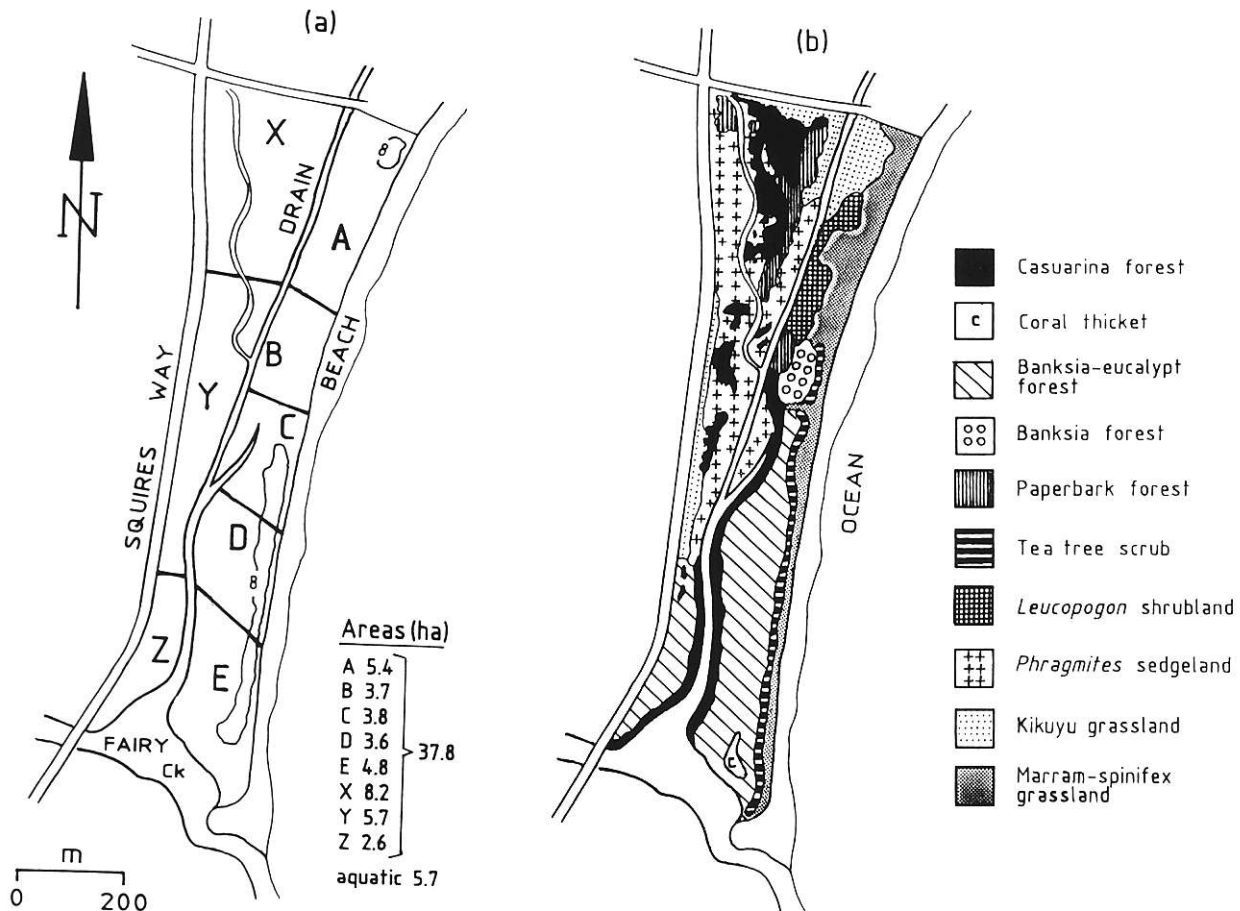 (a)
N
X
8
DRAIN
A
WAY
B
BEACH
Y
C
SQUIRES
D
8
Z
E
FAIRY
Ck
Areas (ha)
A 5.4
B 3.7
C 3.8
D 3.6
E 4.8
X 8.2
Y 5.7
Z 2.6
37.8
aquatic 5.7
m
0 200
(b)
OCEAN
c
Casuarina forest
c Coral thicket
Banksia-eucalypt
forest
Banksia forest
Paperbark forest
Tea tree scrub
Leucopogon shrubland
Phragmites sedgeland
Kikuyu grassland
Marram-spinifex
grassland